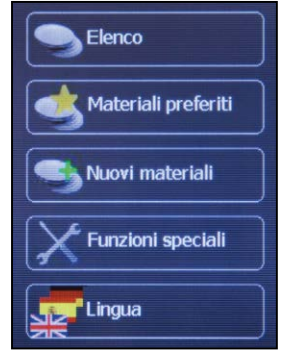 Elenco
Materiali preferiti
Nuovi materiali
Funzioni speciali
Lingua